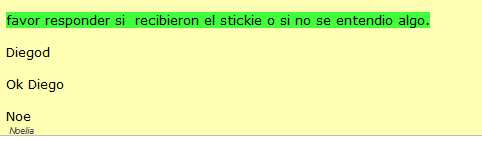 favor responder si  recibieron el stickie o si no se entendio algo.
Diegod
Ok Diego
Noe
Noelia